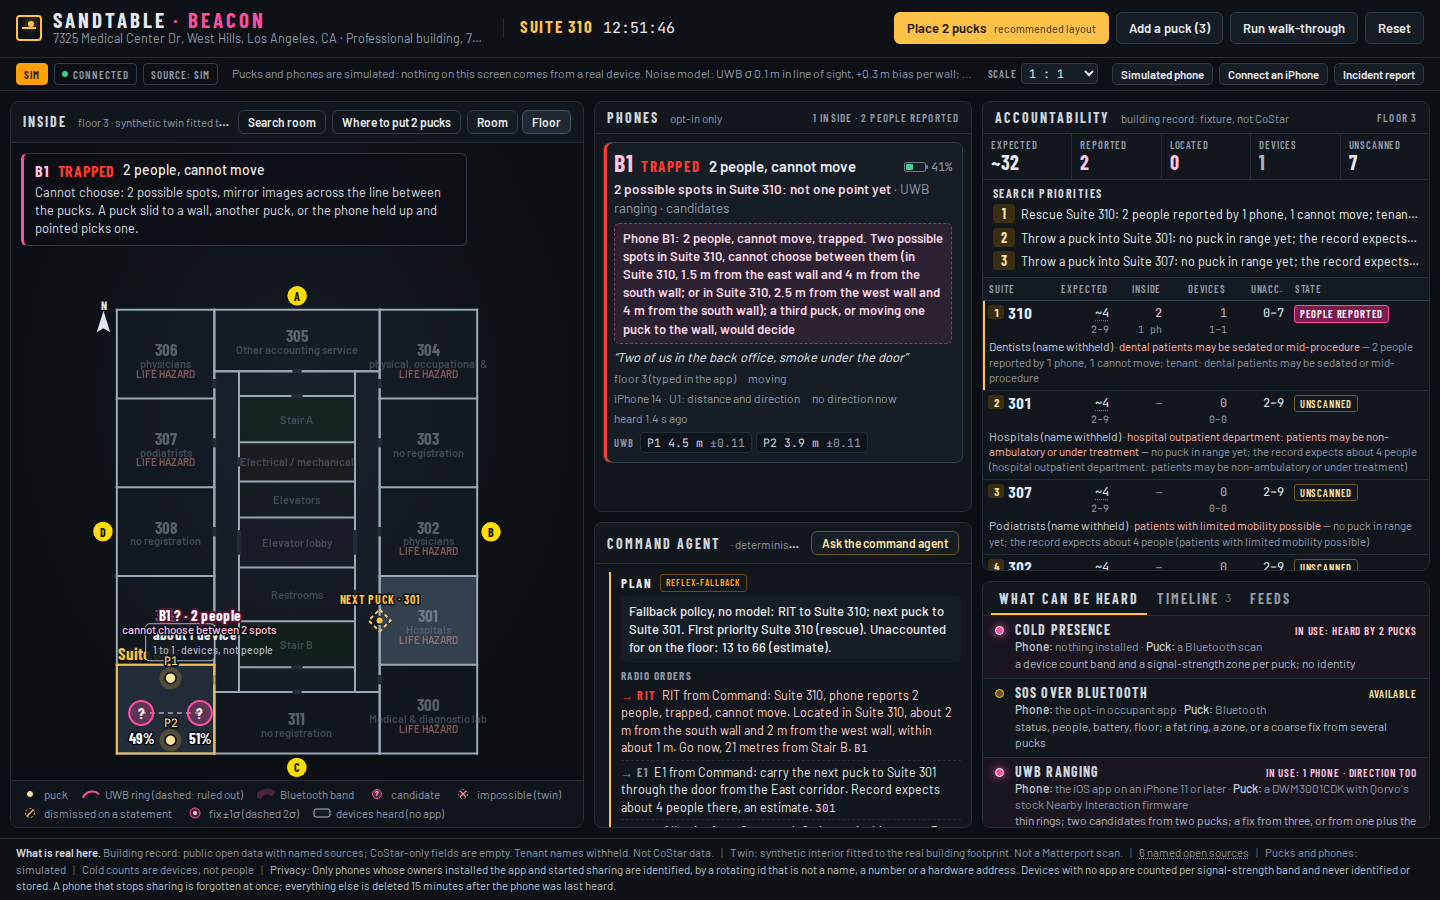 SANDTABLE · BEACON
7325 Medical Center Dr, West Hills, Los Angeles, CA · Professional building, 7...
SUITE 310 12:51:46
Place 2 pucks recommended layout
Add a puck (3)
Run walk-through
Reset
SIM
CONNECTED
SOURCE: SIM
Pucks and phones are simulated: nothing on this screen comes from a real device. Noise model: UWB σ 0.1 m in line of sight, +0.3 m bias per wall; ...
SCALE 1 : 1
Simulated phone
Connect an iPhone
Incident report
INSIDE floor 3 · synthetic twin fitted t...
Search room
Where to put 2 pucks
Room
Floor
B1 TRAPPED 2 people, cannot move
Cannot choose: 2 possible spots, mirror images across the line between
the pucks. A puck slid to a wall, another puck, or the phone held up and
pointed picks one.
N
A
B
C
D
305
Other accounting service
306
physicians
LIFE HAZARD
304
physical, occupational &
LIFE HAZARD
Stair A
307
podiatrists
LIFE HAZARD
303
no registration
Electrical / mechanical
Elevators
308
no registration
Elevator lobby
302
physicians
LIFE HAZARD
Restrooms
NEXT PUCK · 301
301
Hospitals
LIFE HAZARD
B1 ? · 2 people
cannot choose between 2 spots
about 1 device
1 to 1 · devices, not people
Stair B
Suite
P1
? ?
P2
49% 51%
311
no registration
300
Medical & diagnostic lab
LIFE HAZARD
puck
UWB ring (dashed: ruled out)
Bluetooth band
candidate
impossible (twin)
dismissed on a statement
fix ±1σ (dashed 2σ)
devices heard (no app)
PHONES opt-in only
1 INSIDE · 2 PEOPLE REPORTED
B1 TRAPPED 2 people, cannot move 41%
2 possible spots in Suite 310: not one point yet · UWB
ranging · candidates
Phone B1: 2 people, cannot move, trapped. Two possible
spots in Suite 310, cannot choose between them (in
Suite 310, 1.5 m from the east wall and 4 m from the
south wall; or in Suite 310, 2.5 m from the west wall and
4 m from the south wall); a third puck, or moving one
puck to the wall, would decide
"Two of us in the back office, smoke under the door"
floor 3 (typed in the app) moving
iPhone 14 · U1: distance and direction no direction now
heard 1.4 s ago
UWB P1 4.5 m ±0.11 P2 3.9 m ±0.11
COMMAND AGENT · determinis...
Ask the command agent
PLAN REFLEX-FALLBACK
Fallback policy, no model: RIT to Suite 310; next puck to
Suite 301. First priority Suite 310 (rescue). Unaccounted
for on the floor: 13 to 66 (estimate).
RADIO ORDERS
→ RIT RIT from Command: Suite 310, phone reports 2
people, trapped, cannot move. Located in Suite 310, about 2
m from the south wall and 2 m from the west wall, within
about 1 m. Go now, 21 metres from Stair B. B1
→ E1 E1 from Command: carry the next puck to Suite 301
through the door from the East corridor. Record expects
about 4 people there, an estimate. 301
ACCOUNTABILITY building record: fixture, not CoStar
FLOOR 3
EXPECTED REPORTED LOCATED DEVICES UNSCANNED
~32 2 2 1 7
SEARCH PRIORITIES
1 Rescue Suite 310: 2 people reported by 1 phone, 1 cannot move; tenan...
2 Throw a puck into Suite 301: no puck in range yet; the record expects...
3 Throw a puck into Suite 307: no puck in range yet; the record expects...
SUITE EXPECTED INSIDE DEVICES UNACC. STATE
1 310 ~4 2 1 0–7 PEOPLE REPORTED
2–9 1 ph 1–1
Dentists (name withheld) · dental patients may be sedated or mid-procedure — 2 people
reported by 1 phone, 1 cannot move; tenant: dental patients may be sedated or mid-
procedure
2 301 ~4 – 0 2–9 UNSCANNED
2–9 0–0
Hospitals (name withheld) · hospital outpatient department: patients may be non-
ambulatory or under treatment — no puck in range yet; the record expects about 4 people
(hospital outpatient department: patients may be non-ambulatory or under treatment)
3 307 ~4 – 0 2–9 UNSCANNED
2–9 0–0
Podiatrists (name withheld) · patients with limited mobility possible — no puck in range
yet; the record expects about 4 people (patients with limited mobility possible)
4 302 ~4 – 0 2–9 UNSCANNED
WHAT CAN BE HEARD TIMELINE 3 FEEDS
COLD PRESENCE IN USE: HEARD BY 2 PUCKS
Phone: nothing installed · Puck: a Bluetooth scan
a device count band and a signal-strength zone per puck; no identity
SOS OVER BLUETOOTH AVAILABLE
Phone: the opt-in occupant app · Puck: Bluetooth
status, people, battery, floor; a fat ring, a zone, or a coarse fix from several
pucks
UWB RANGING IN USE: 1 PHONE · DIRECTION TOO
Phone: the iOS app on an iPhone 11 or later · Puck: a DWM3001CDK with Qorvo's
stock Nearby Interaction firmware
thin rings; two candidates from two pucks; a fix from three, or from one plus the
What is real here. Building record: public open data with named sources; CoStar-only fields are empty. Tenant names withheld. Not CoStar data. | Twin: synthetic interior fitted to the real building footprint. Not a Matterport scan. | 6 named open sources | Pucks and phones:
simulated | Cold counts are devices, not people | Privacy: Only phones whose owners installed the app and started sharing are identified, by a rotating id that is not a name, a number or a hardware address. Devices with no app are counted per signal-strength band and never identified or
stored. A phone that stops sharing is forgotten at once; everything else is deleted 15 minutes after the phone was last heard.